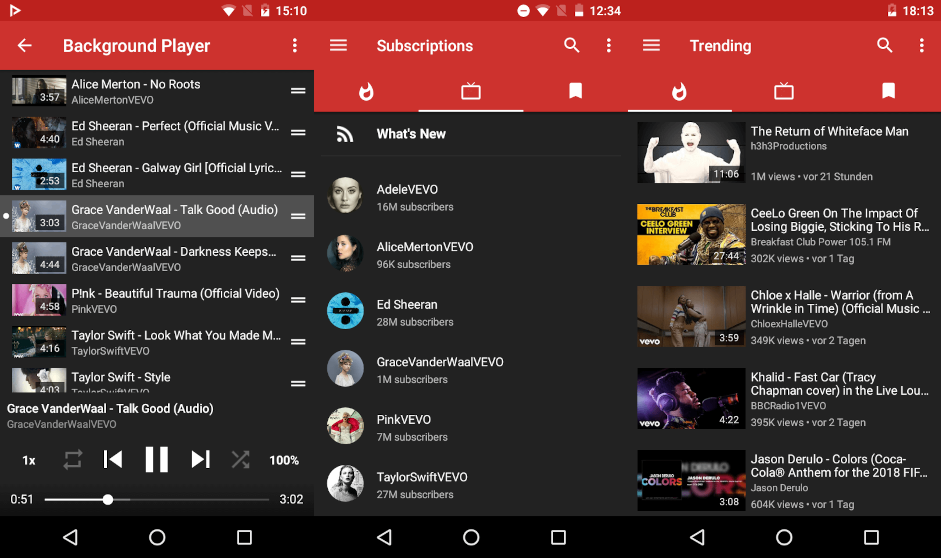 15:10
Background Player
3:57
Alice Merton - No Roots
AliceMertonVEVO
4:40
Ed Sheeran - Perfect (Official Music V...
Ed Sheeran
2:53
Ed Sheeran - Galway Girl [Official Lyric...
Ed Sheeran
3:03
Grace VanderWaal - Talk Good (Audio)
GraceVanderWaalVEVO
4:44
Grace VanderWaal - Darkness Keeps...
GraceVanderWaalVEVO
4:58
P!nk - Beautiful Trauma (Official Video)
PinkVEVO
4:16
Taylor Swift - Look What You Made M...
TaylorSwiftVEVO
4:03
Taylor Swift - Style
TaylorSwiftVEVO
Grace VanderWaal - Talk Good (Audio)
GraceVanderWaalVEVO
1x
100%
0:51
3:02
12:34
Subscriptions
What's New
AdeleVEVO
16M subscribers
AliceMertonVEVO
96K subscribers
Ed Sheeran
28M subscribers
GraceVanderWaalVEVO
1M subscribers
PinkVEVO
7M subscribers
TaylorSwiftVEVO
27M subscribers
18:13
Trending
11:06
The Return of Whiteface Man
h3h3Productions
1M views • vor 21 Stunden
THE BREAKFAST CLUB
CEELO GREEN
INTERVIEW
27:44
CeeLo Green On The Impact Of
Losing Biggie, Sticking To His R...
Breakfast Club Power 105.1 FM
302K views • vor 1 Tag
vevo
3:59
Chloe x Halle - Warrior (from A
Wrinkle in Time) (Official Music ...
ChloexHalleVEVO
349K views • vor 2 Tagen
vevo
4:22
Khalid - Fast Car (Tracy
Chapman cover) in the Live Lou...
BBCRadio1VEVO
395K views • vor 2 Tagen
JASON DERULO
COLORS
JASON DERULO
3:08
Jason Derulo - Colors (Coca-
Cola® Anthem for the 2018 FIF...
Jason Derulo
604K views • vor 1 Tag